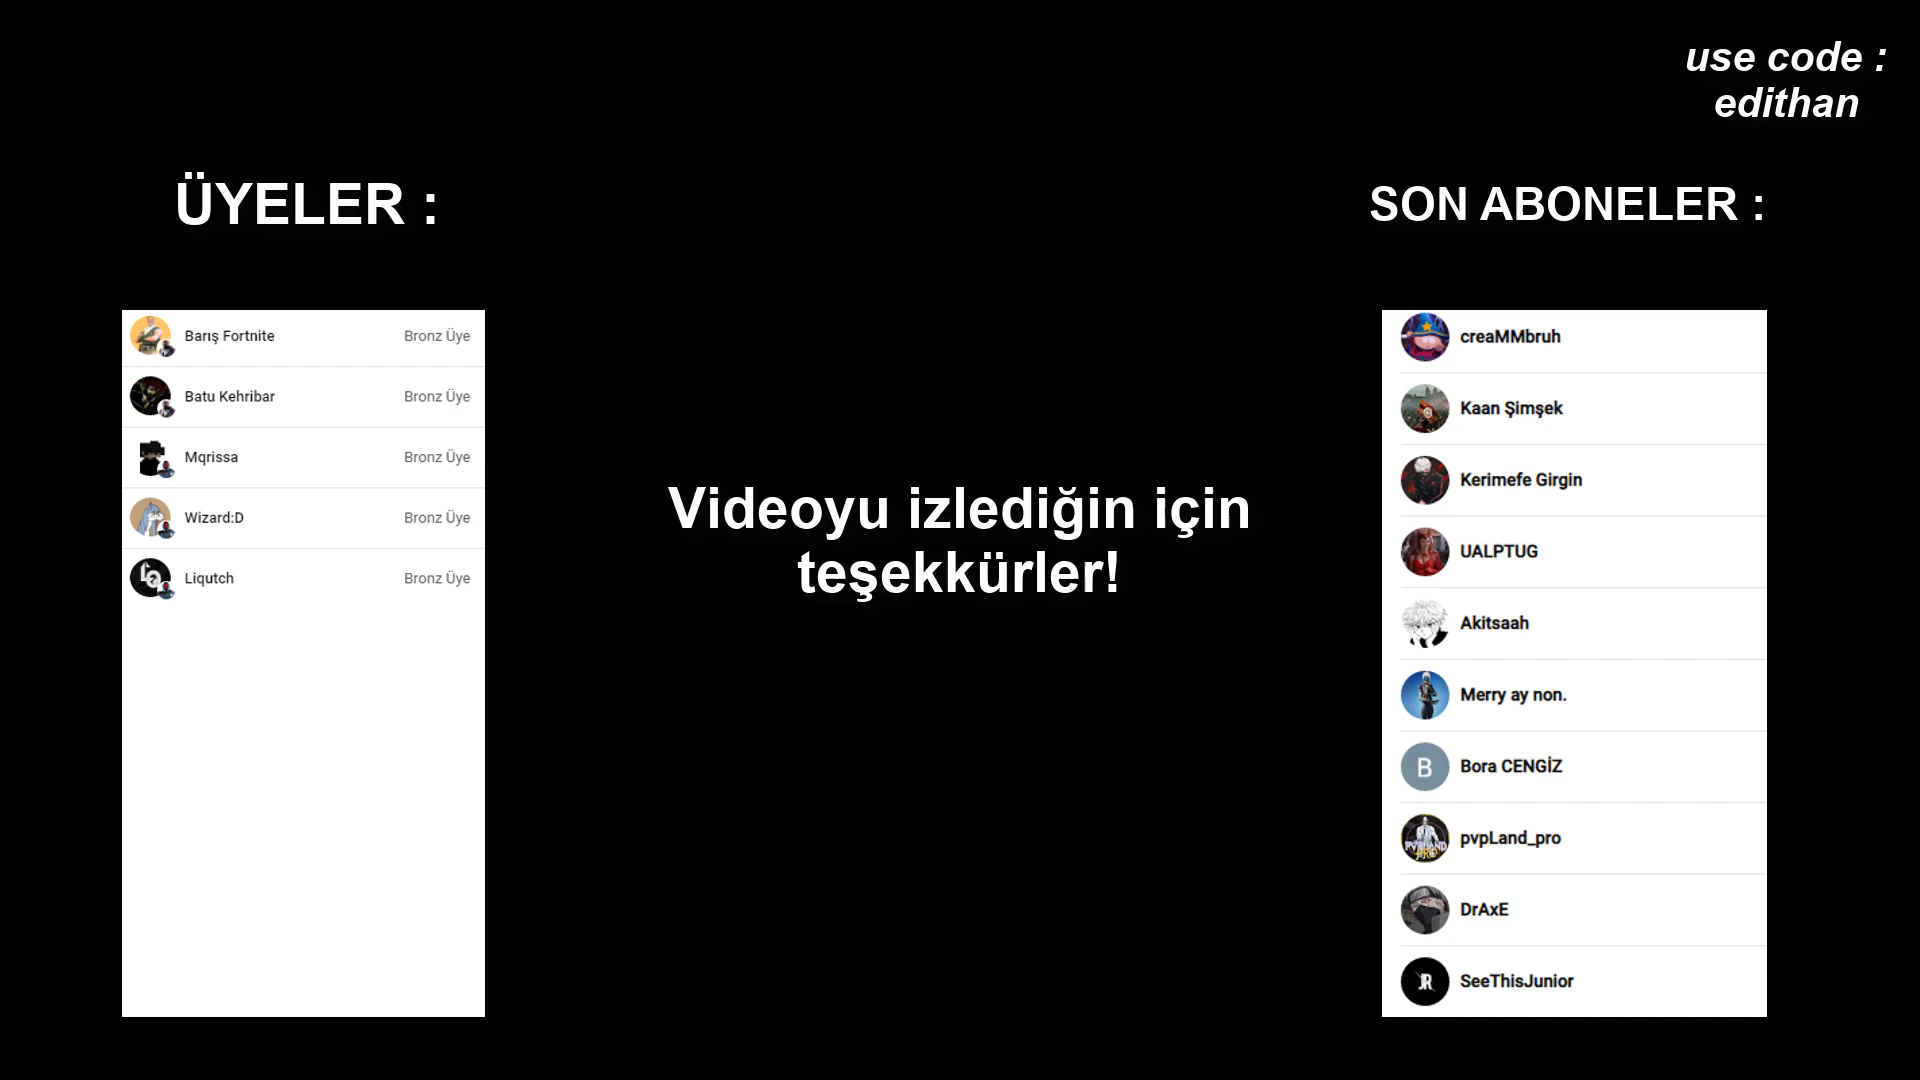 use code :
edithan
ÜYELER :
Barış Fortnite Bronz Üye
Batu Kehribar Bronz Üye
Mqrissa Bronz Üye
Wizard:D Bronz Üye
Liqutch Bronz Üye
Videoyu izlediğin için
teşekkürler!
SON ABONELER :
creaMMbruh
Kaan Şimşek
Kerimefe Girgin
UALPTUG
Akitsaah
Merry ay non.
B
Bora CENGİZ
pvpLand_pro
DrAxE
JR
SeeThisJunior